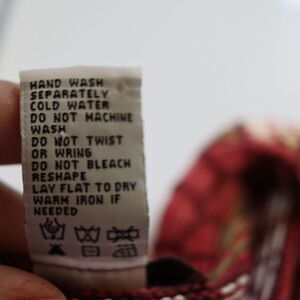 HAND WASH
SEPARATELY
COLD WATER
DO NOT MACHINE
WASH
DO NOT TWIST
OR WRING
DO NOT BLEACH
RESHAPE
LAY FLAT TO DRY
WARM IRON IF
NEEDED